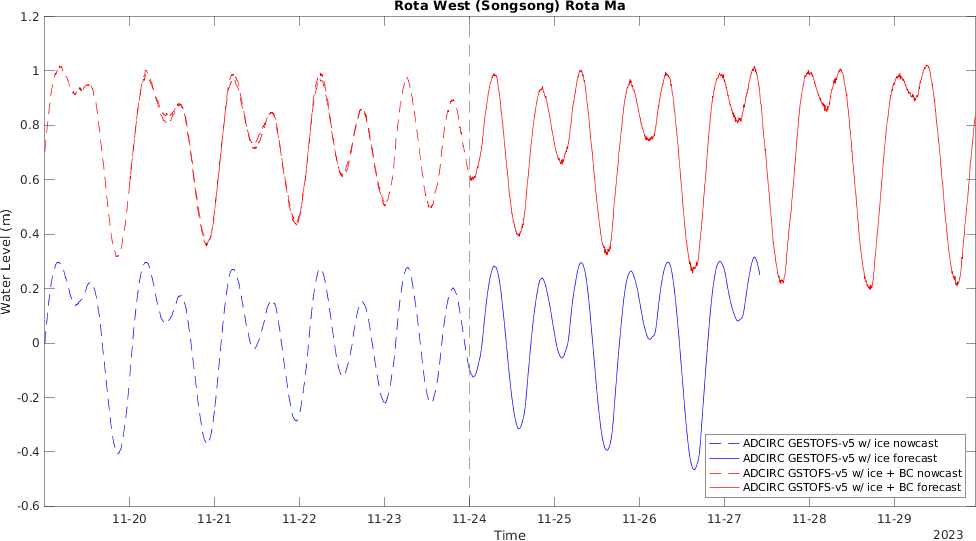 Rota West (Songsong) Rota Ma
1.2
1
0.8
0.6
0.4
0.2
0
-0.2
-0.4
-0.6
Water Level (m)
ADCIRC GESTOFS-v5 w/ ice nowcast
ADCIRC GESTOFS-v5 w/ ice forecast
ADCIRC GSTOFS-v5 w/ ice + BC nowcast
ADCIRC GSTOFS-v5 w/ ice + BC forecast
11-20 11-21 11-22 11-23 11-24 11-25 11-26 11-27 11-28 11-29
Time
2023